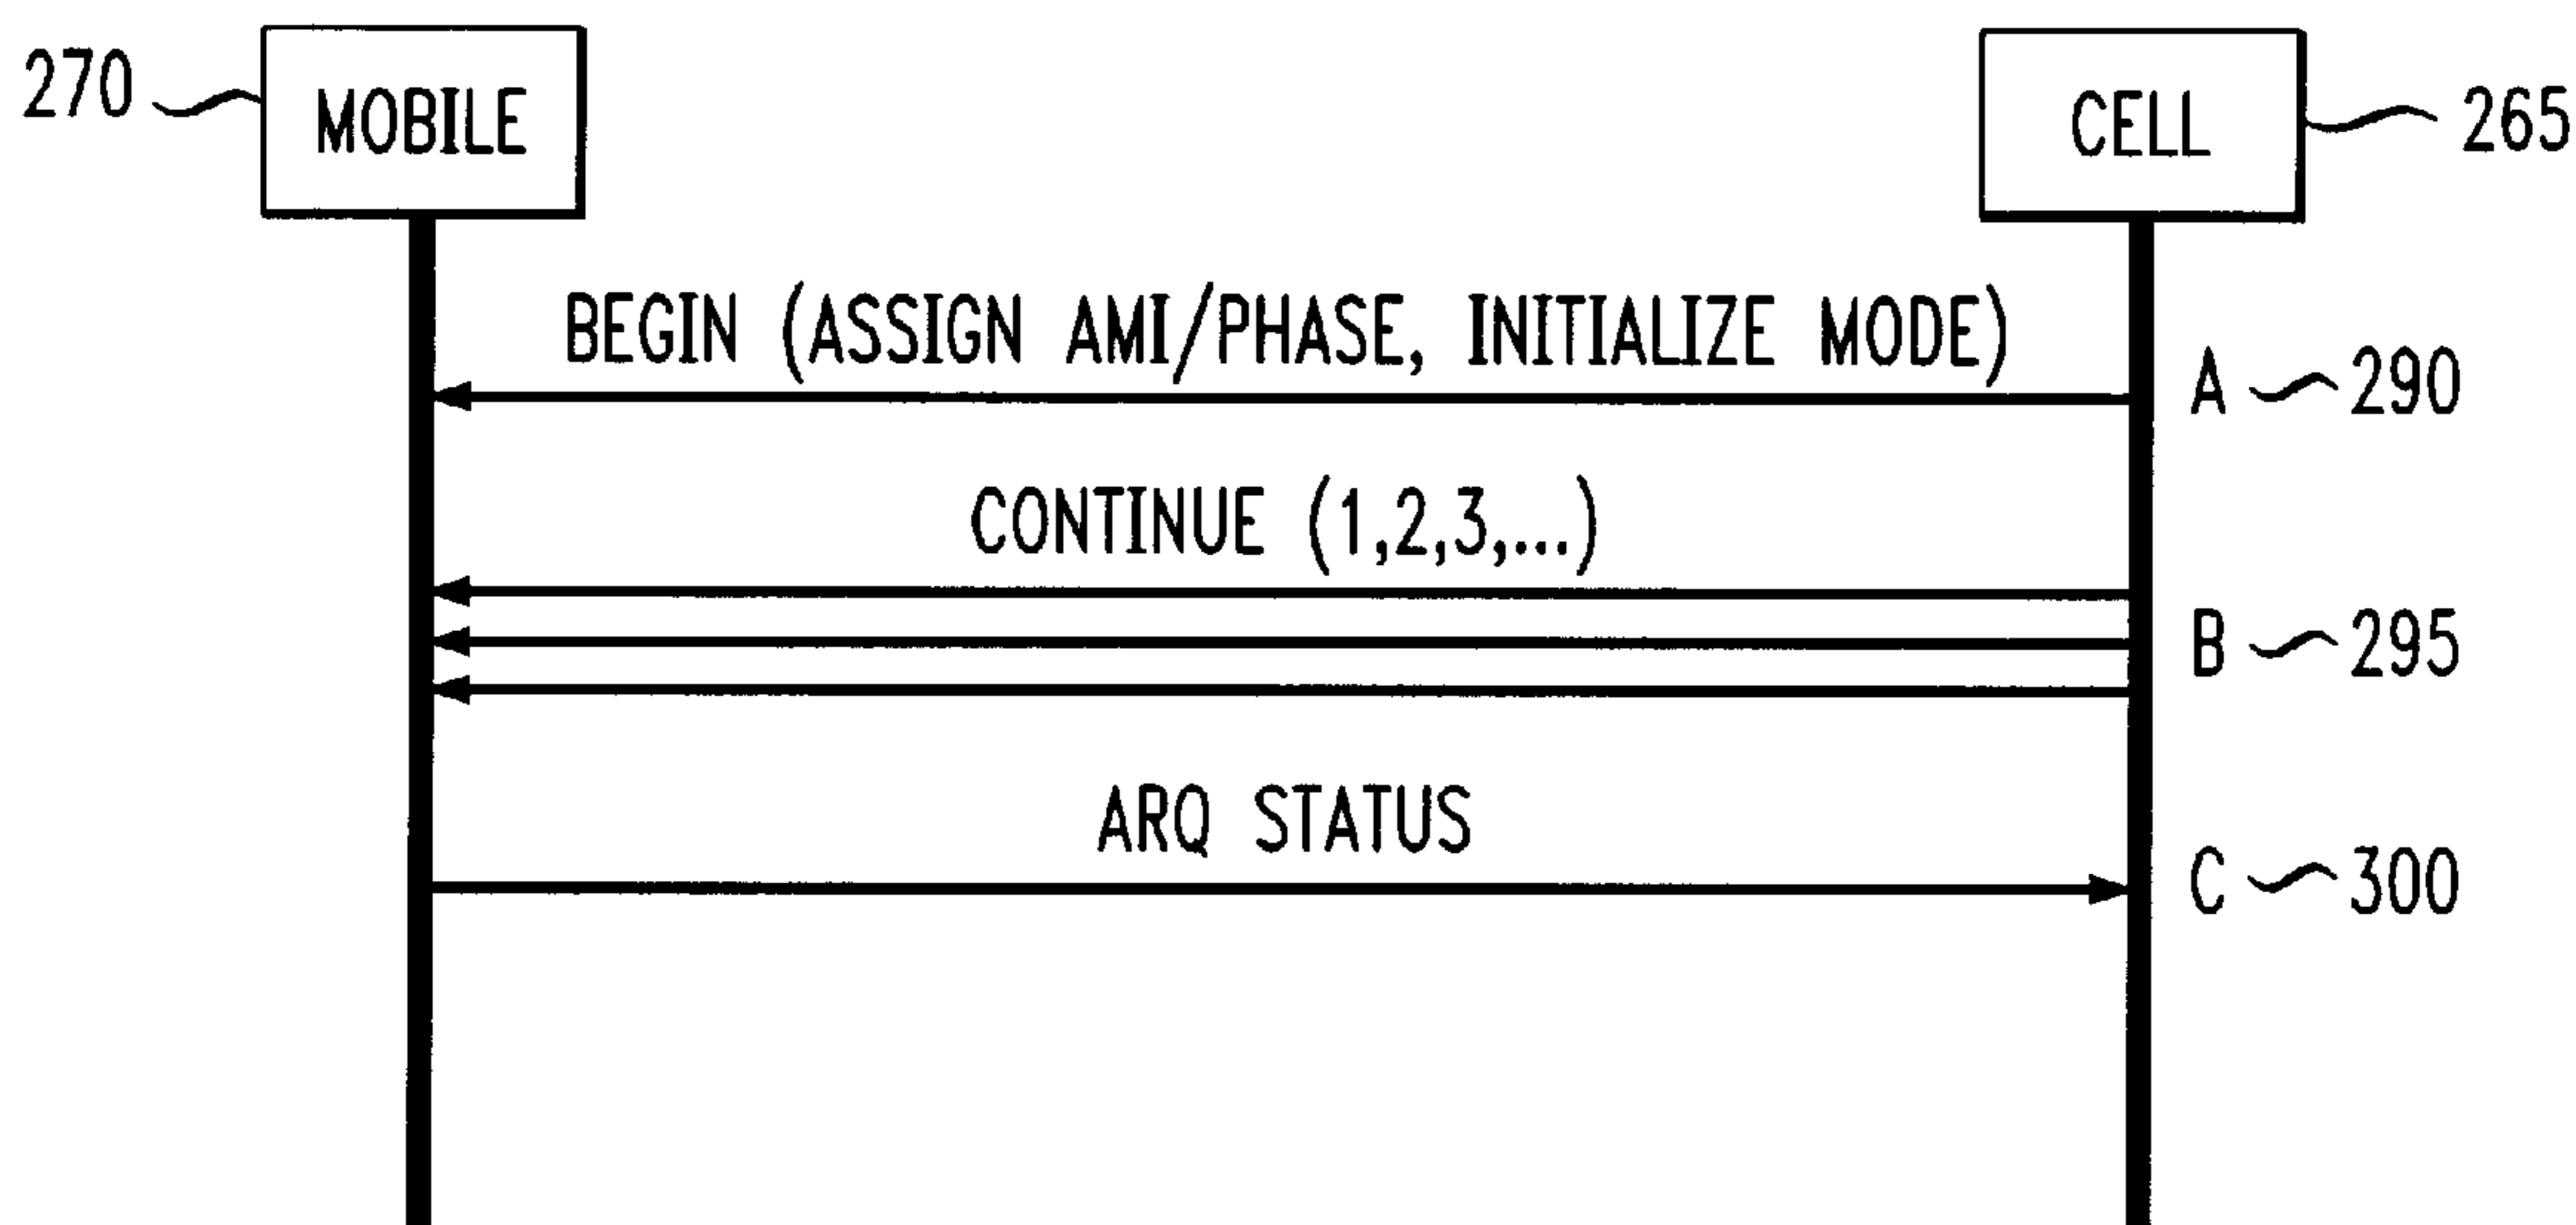 270 MOBILE CELL 265
BEGIN (ASSIGN AMI/PHASE, INITIALIZE MODE)
A 290
CONTINUE (1,2,3,...)
B 295
ARQ STATUS
C 300